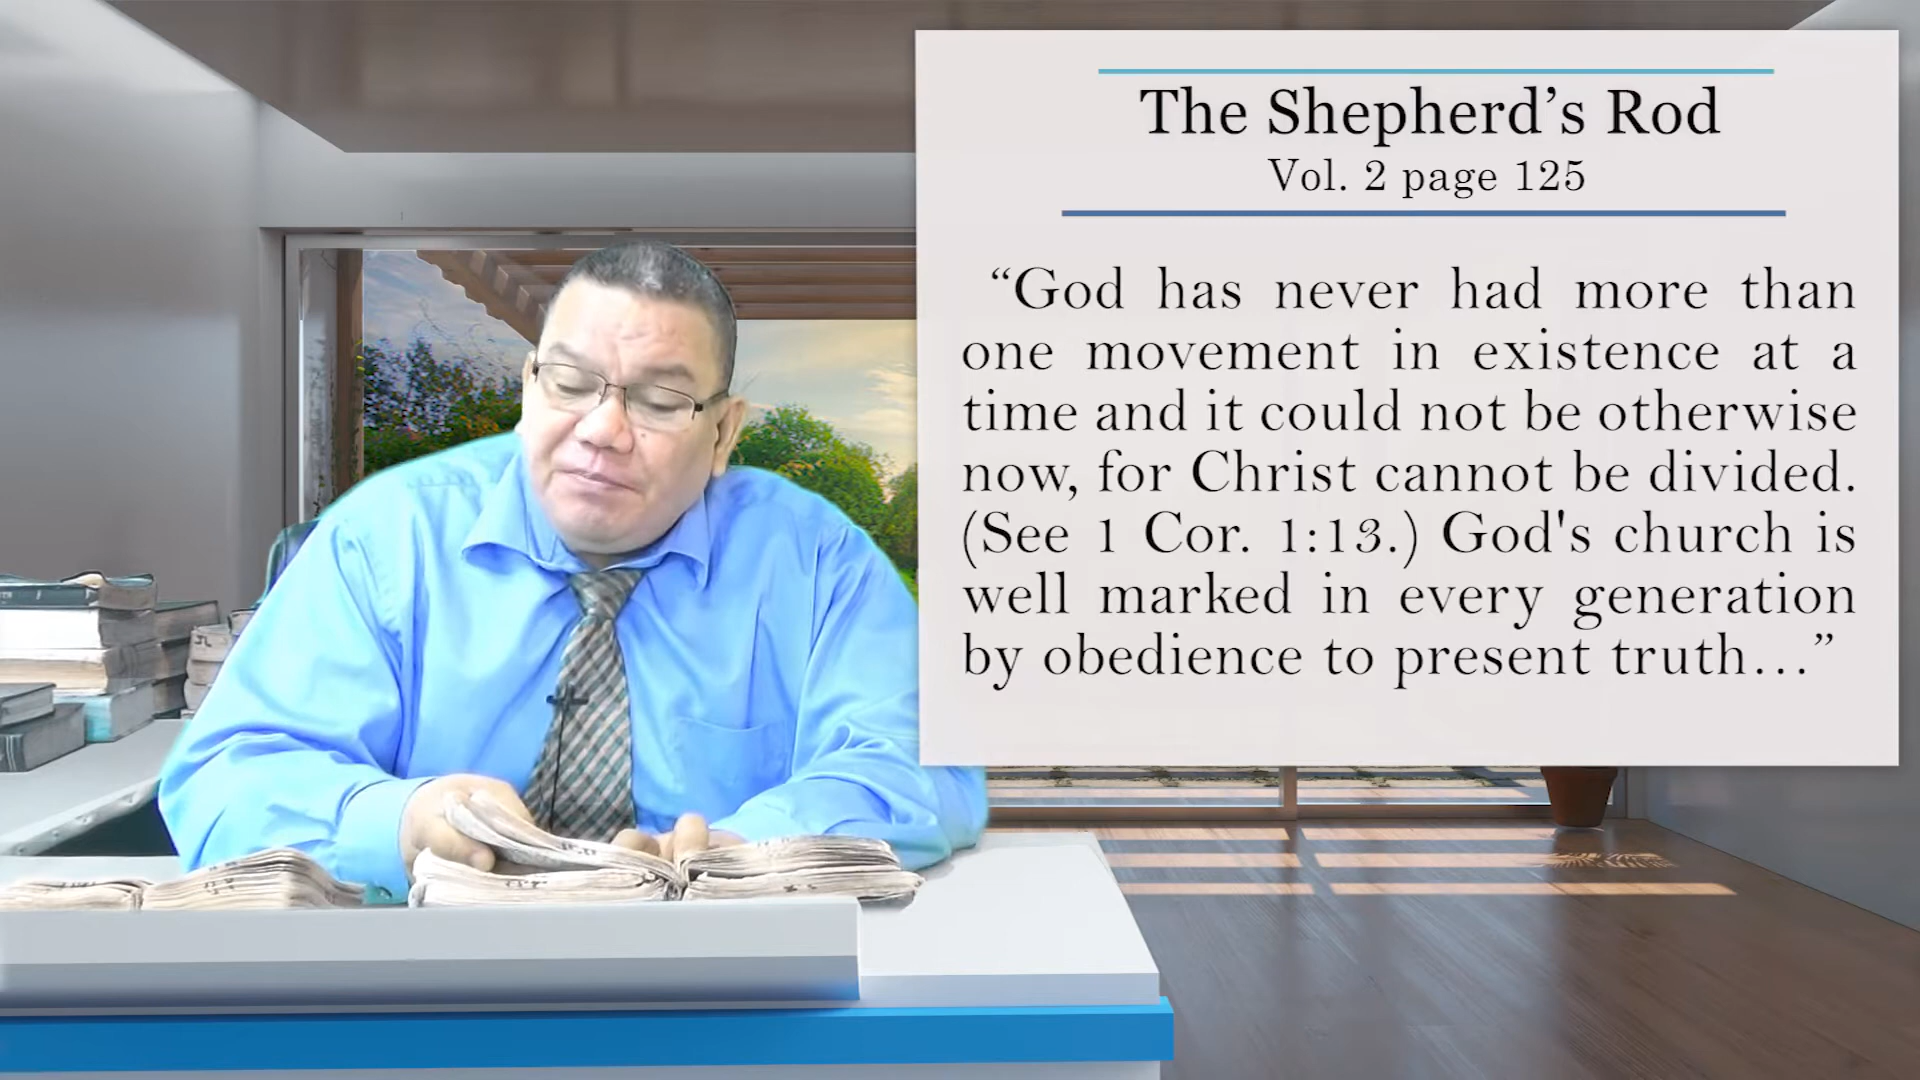 The Shepherd’s Rod
Vol. 2 page 125
“God has never had more than
one movement in existence at a
time and it could not be otherwise
now, for Christ cannot be divided.
(See 1 Cor. 1:13.) God's church is
well marked in every generation
by obedience to present truth…”